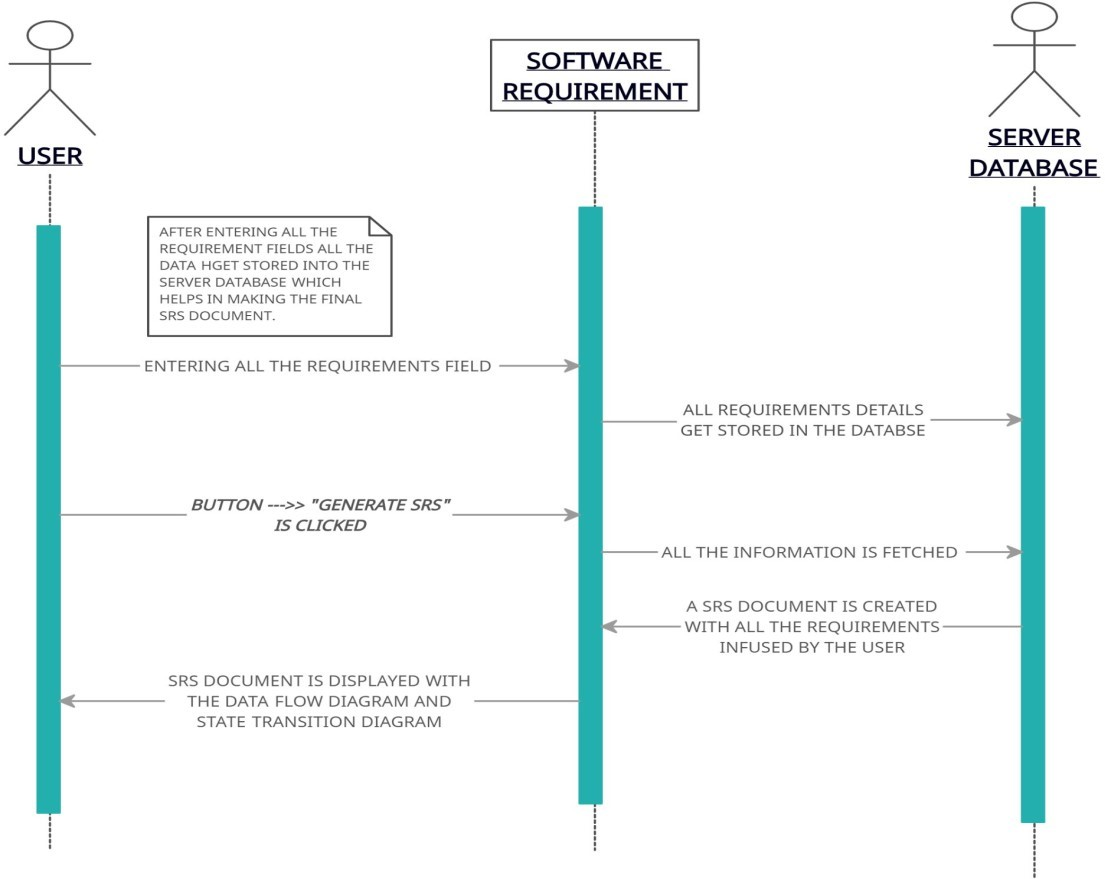 USER
SOFTWARE
REQUIREMENT
SERVER
DATABASE
AFTER ENTERING ALL THE
REQUIREMENT FIELDS ALL THE
DATA HGET STORED INTO THE
SERVER DATABASE WHICH
HELPS IN MAKING THE FINAL
SRS DOCUMENT.
ENTERING ALL THE REQUIREMENTS FIELD
ALL REQUIREMENTS DETAILS
GET STORED IN THE DATABSE
BUTTON --->> "GENERATE SRS"
IS CLICKED
ALL THE INFORMATION IS FETCHED
A SRS DOCUMENT IS CREATED
WITH ALL THE REQUIREMENTS
INFUSED BY THE USER
SRS DOCUMENT IS DISPLAYED WITH
THE DATA FLOW DIAGRAM AND
STATE TRANSITION DIAGRAM